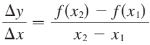 Δy/Δx = (f(x₂) − f(x₁))/(x₂ − x₁)